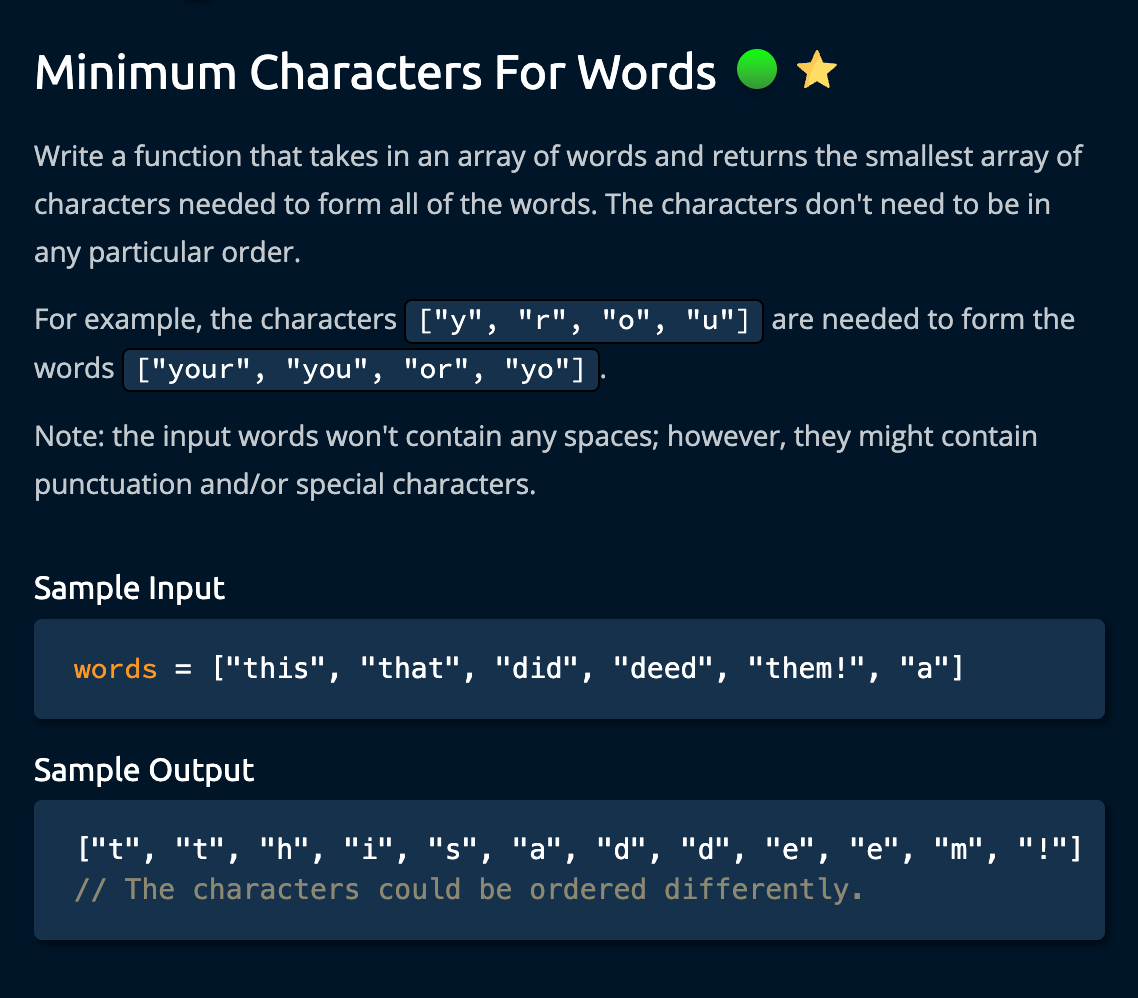 Minimum Characters For Words
Write a function that takes in an array of words and returns the smallest array of
characters needed to form all of the words. The characters don't need to be in
any particular order.
For example, the characters ["y", "r", "o", "u"] are needed to form the
words ["your", "you", "or", "yo"].
Note: the input words won't contain any spaces; however, they might contain
punctuation and/or special characters.
Sample Input
words = ["this", "that", "did", "deed", "them!", "a"]
Sample Output
["t", "t", "h", "i", "s", "a", "d", "d", "e", "e", "m", "!"]
// The characters could be ordered differently.